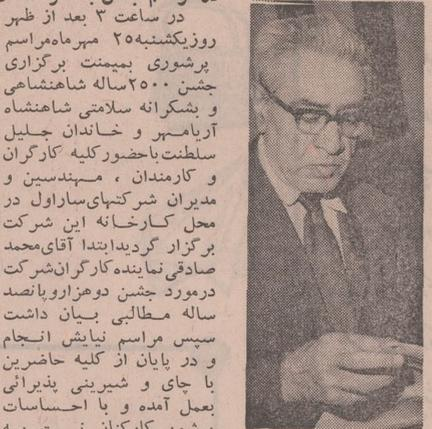 در ساعت ۳ بعد از ظهر
روزیکشنبه۲۵ مهرماه‌مراسم
پرشوری بمیمنت برگزاری
جشن ۲۵۰۰ساله شاهنشاهی
و بشکرانه سلامتی شاهنشاه
آریامهر و خاندان جلیل
سلطنت‌باحضورکلیه کارگران
و کارمندان ، مهندسین و
مدیران شرکتهای‌ساراول در
محل کارخانه این شرکت
برگزار گردیدابتدا آقای‌محمد
صادقی نماینده‌کارگران‌شرکت
درمورد جشن دوهزاروپانصد
ساله مطالبی بیان داشت
سپس مراسم نیایش انجام
و در پایان از کلیه حاضرین
با چای و شیرینی پذیرائی
بعمل آمده و با احساسات